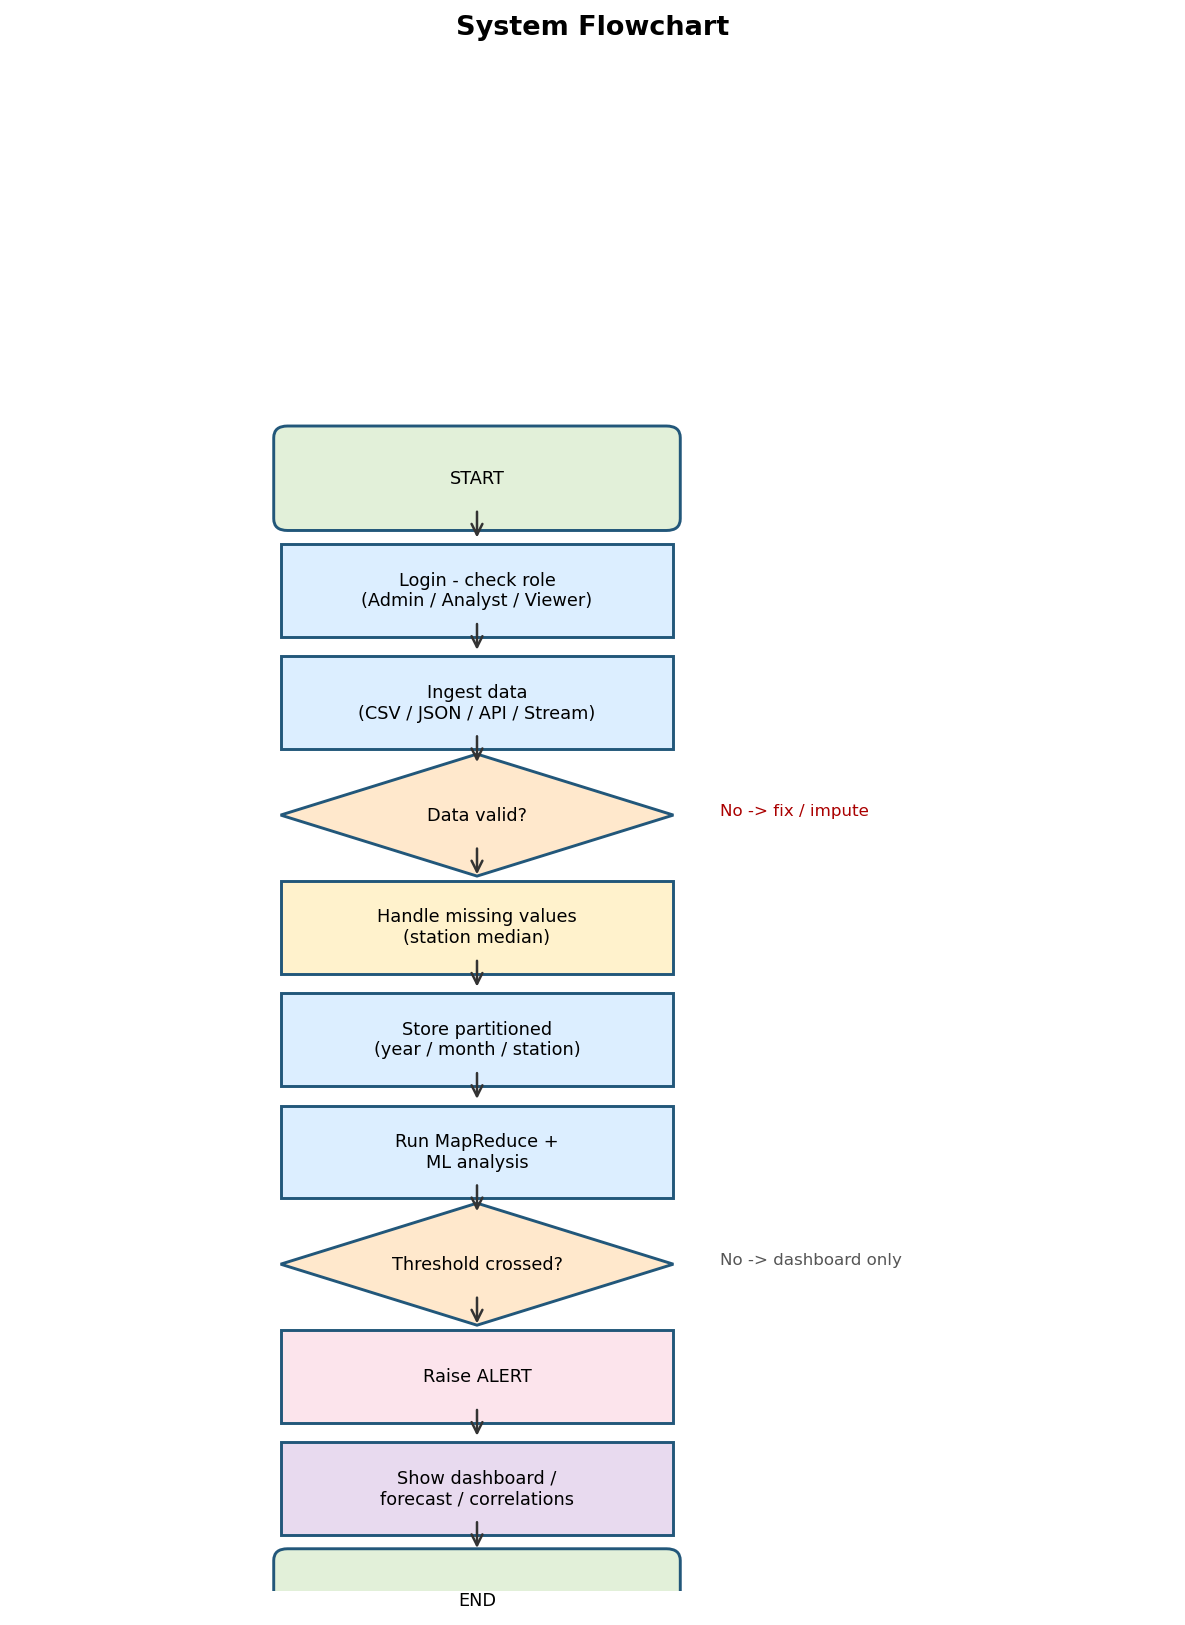 System Flowchart
START
Login - check role
(Admin / Analyst / Viewer)
Ingest data
(CSV / JSON / API / Stream)
Data valid?
No -> fix / impute
Handle missing values
(station median)
Store partitioned
(year / month / station)
Run MapReduce +
ML analysis
Threshold crossed?
No -> dashboard only
Raise ALERT
Show dashboard /
forecast / correlations
END